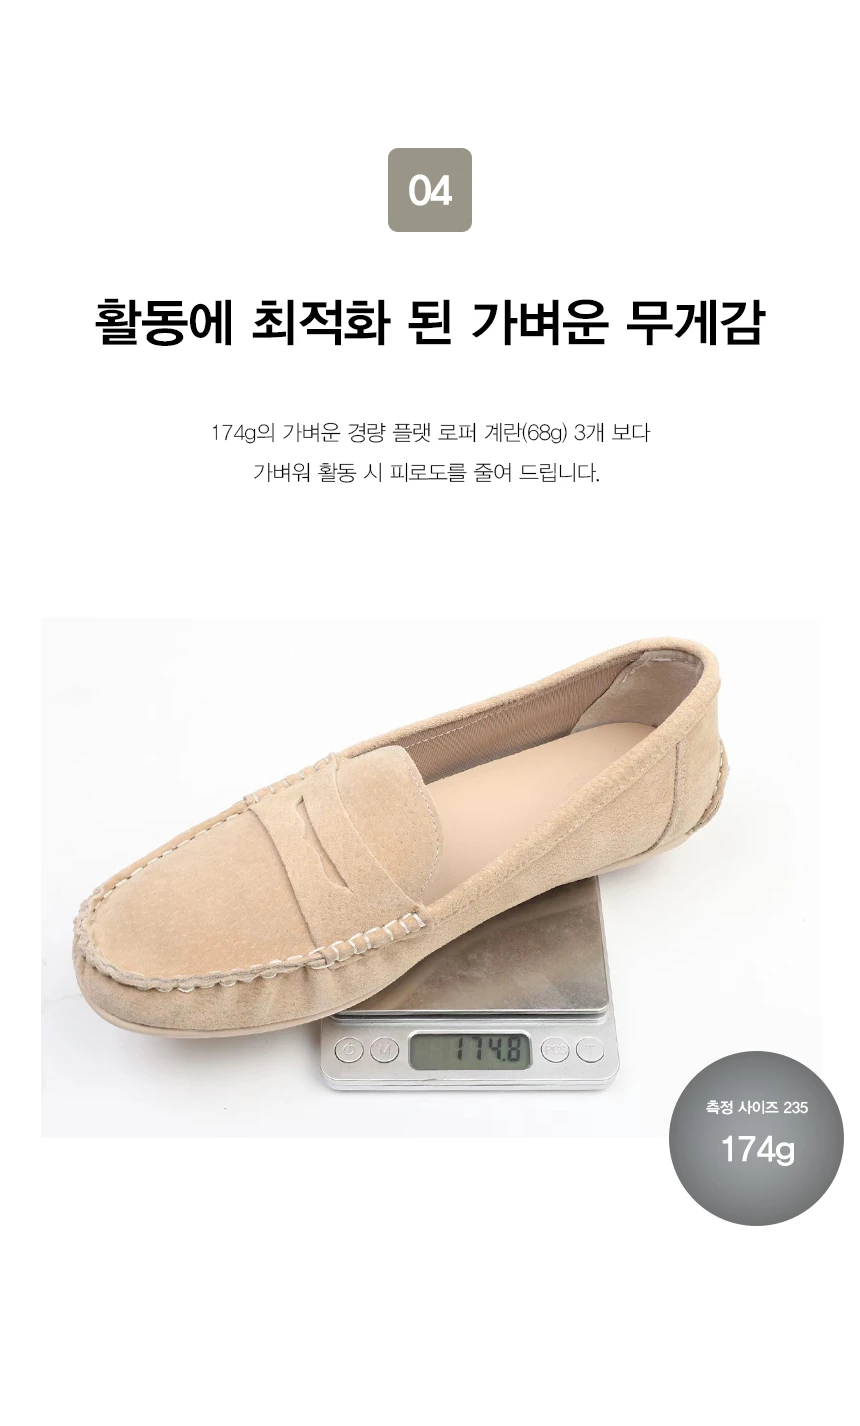 04
활동에 최적화 된 가벼운 무게감
174g의 가벼운 경량 플랫 로퍼 계란(68g) 3개 보다
가벼워 활동 시 피로도를 줄여 드립니다.
M
174.8
PCS
T
측정 사이즈 235
174g